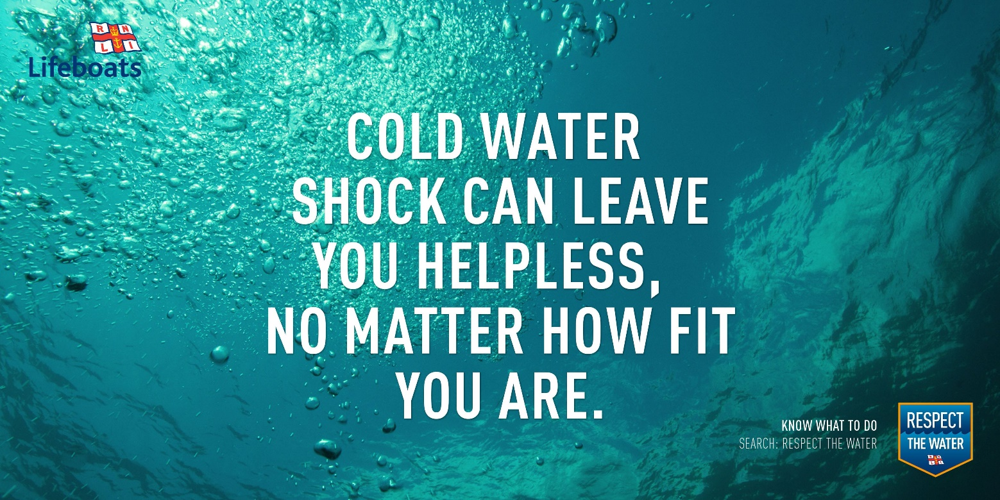 R N
L I
Lifeboats
COLD WATER
SHOCK CAN LEAVE
YOU HELPLESS,
NO MATTER HOW FIT
YOU ARE.
KNOW WHAT TO DO
SEARCH: RESPECT THE WATER
RESPECT
THE WATER
R N
L I